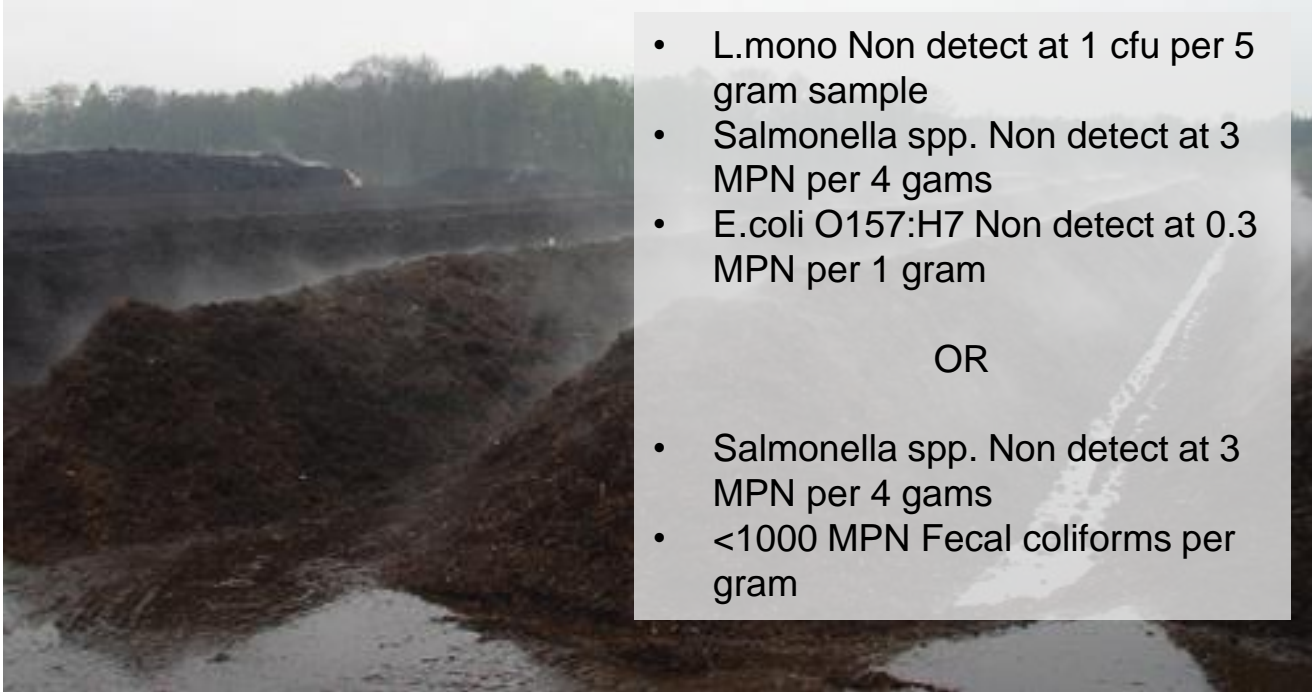 • L.mono Non detect at 1 cfu per 5
gram sample
• Salmonella spp. Non detect at 3
MPN per 4 gams
• E.coli O157:H7 Non detect at 0.3
MPN per 1 gram
OR
• Salmonella spp. Non detect at 3
MPN per 4 gams
• <1000 MPN Fecal coliforms per
gram